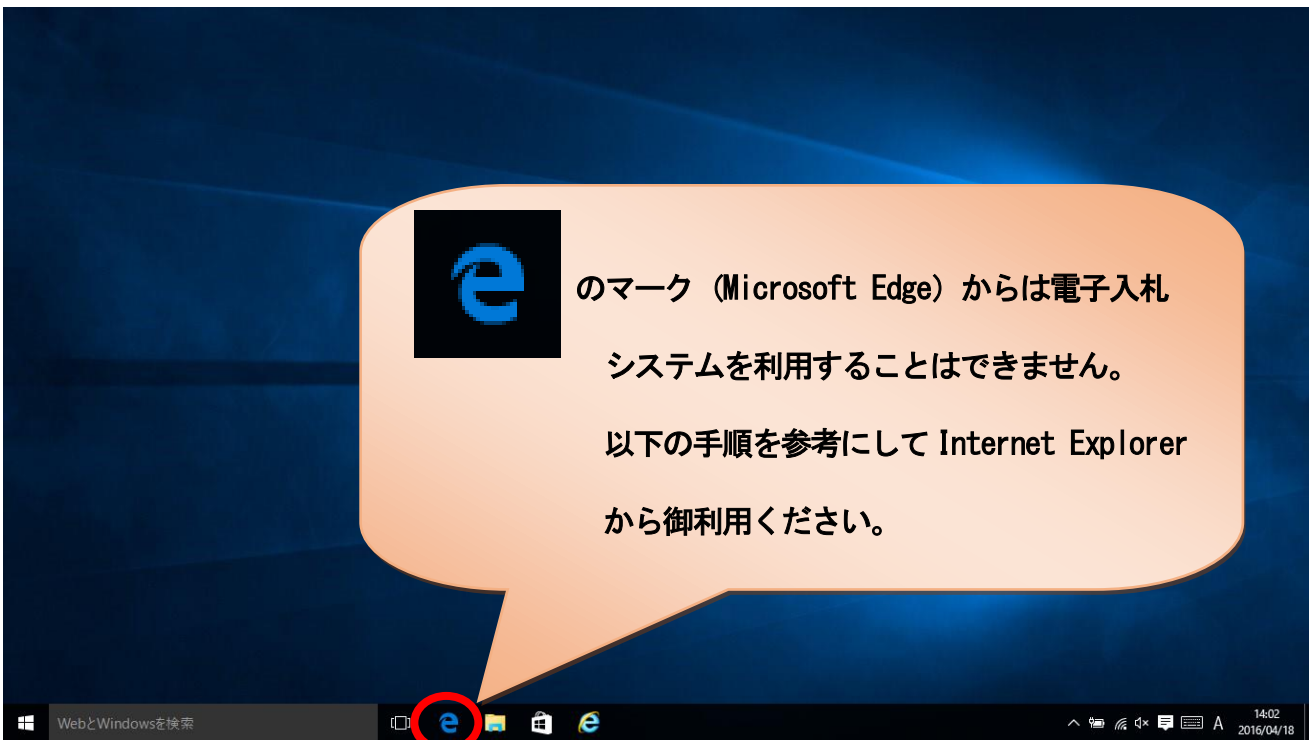 のマーク（Microsoft Edge）からは電子入札
システムを利用することはできません。
以下の手順を参考にして Internet Explorer
から御利用ください。
WebとWindowsを検索
A
14:02
2016/04/18